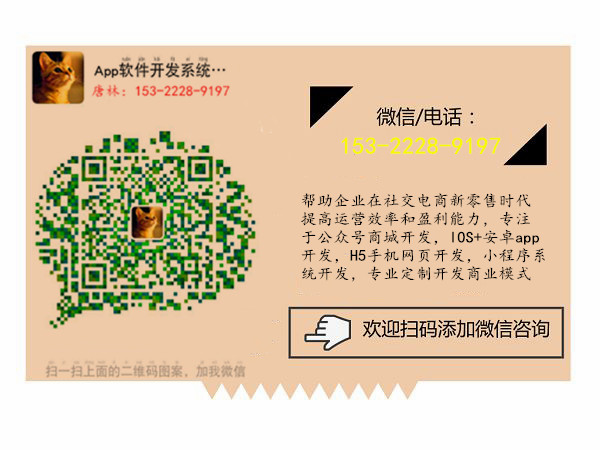 App软件开发系统…
唐林：153-2228-9197
微信/电话：
153-2228-9197
帮助企业在社交电商新零售时代
提高运营效率和盈利能力，专注
于公众号商城开发，IOS+安卓app
开发，H5手机网页开发，小程序系
统开发，专业定制开发商业模式
欢迎扫码添加微信咨询
扫一扫上面的二维码图案，加我微信